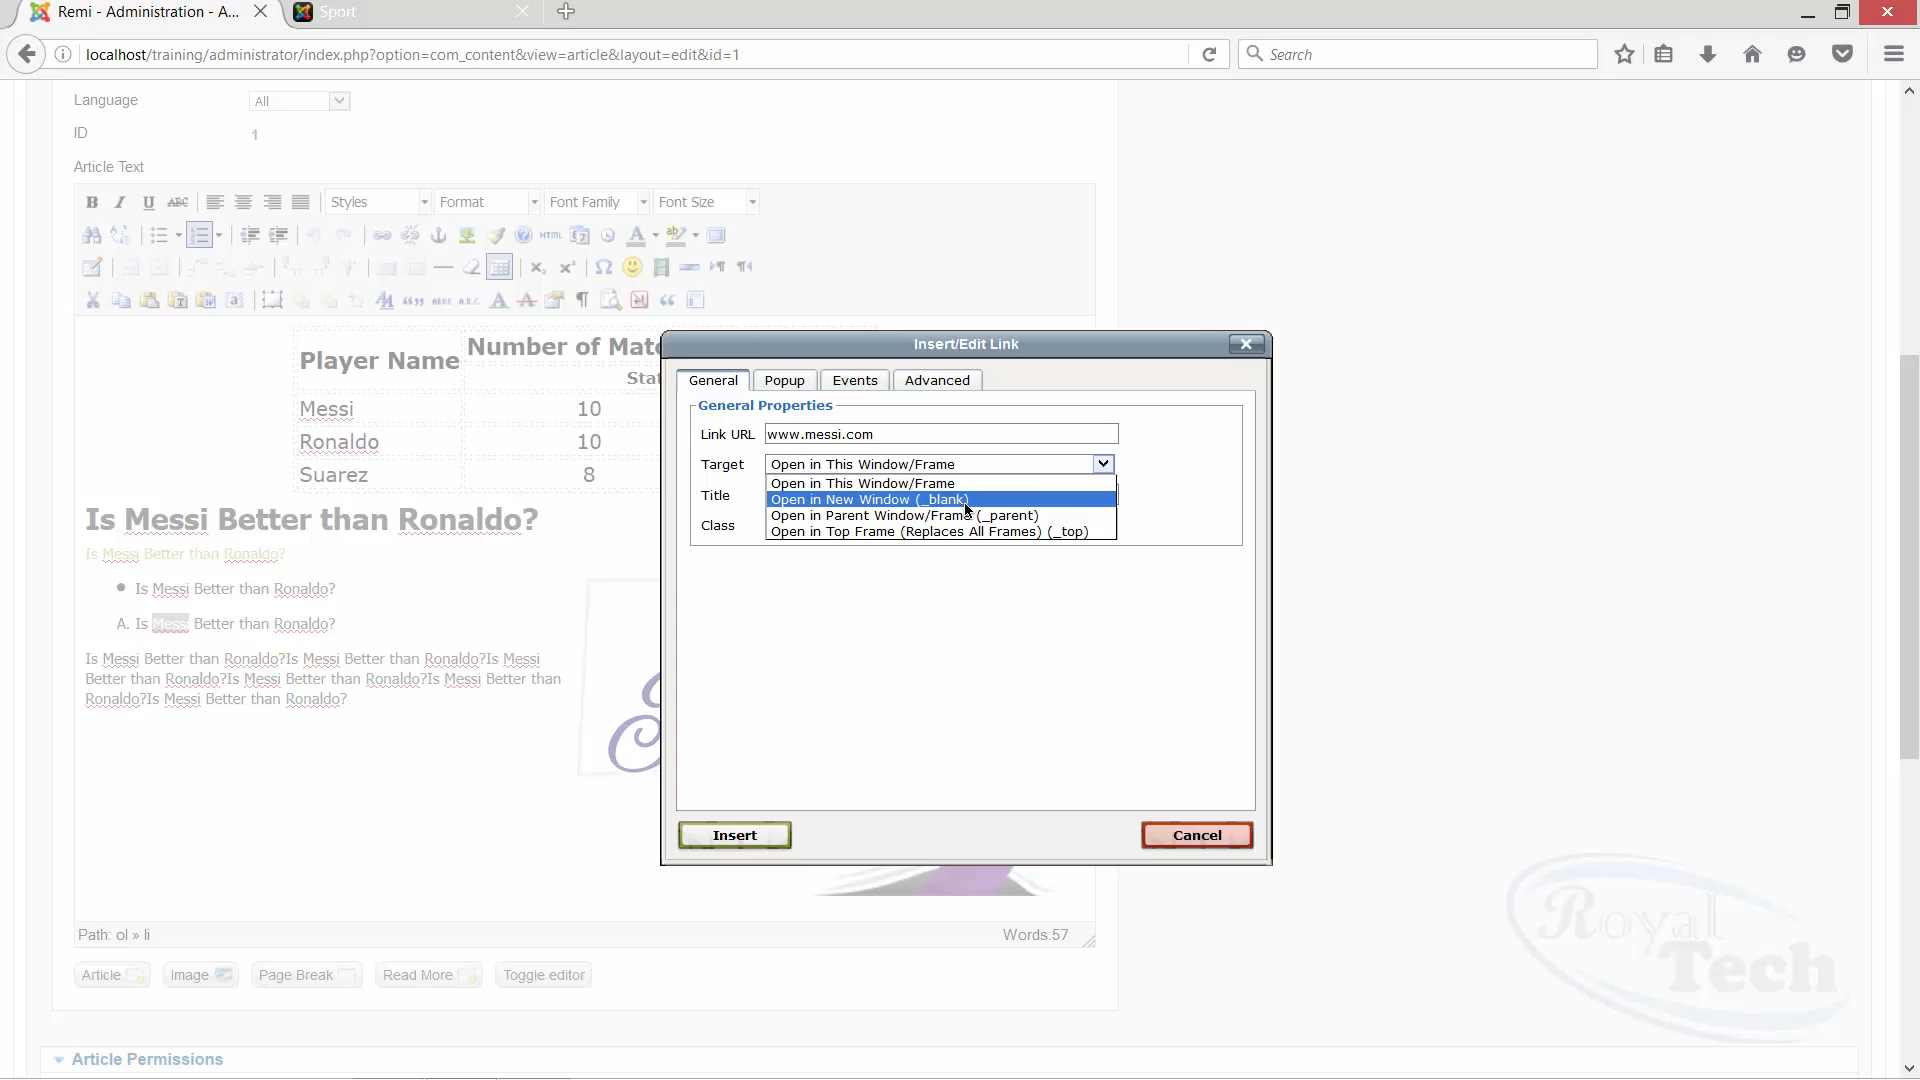 Remi - Administration - A...
Sport
localhost/training/administrator/index.php?option=com_content&view=article&layout=edit&id=1
Search
Language
All
ID
1
Article Text
B I U ABC
Styles
Format
Font Family
Font Size
HTML
Player Name
Number of Mat
Stat
Messi
10
Ronaldo
10
Suarez
8
Is Messi Better than Ronaldo?
Is Messi Better than Ronaldo?
Is Messi Better than Ronaldo?
A. Is Messi Better than Ronaldo?
Is Messi Better than Ronaldo?Is Messi Better than Ronaldo?Is Messi
Better than Ronaldo?Is Messi Better than Ronaldo?Is Messi Better than
Ronaldo?Is Messi Better than Ronaldo?
Path: ol » li
Words:57
Article
Image
Page Break
Read More
Toggle editor
Article Permissions
Insert/Edit Link
General
Popup
Events
Advanced
General Properties
Link URL
www.messi.com
Target
Open in This Window/Frame
Open in This Window/Frame
Open in New Window (_blank)
Open in Parent Window/Frame (_parent)
Open in Top Frame (Replaces All Frames) (_top)
Title
Class
Insert
Cancel
Royal
Tech